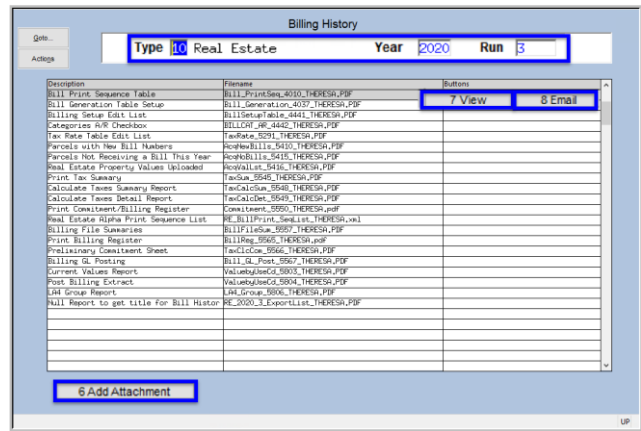 Billing History
Goto...
Actions
Type 10 Real Estate Year 2020 Run 3
Description Filename Buttons
Bill Print Sequence Table Bill_PrintSeq_4010_THERESA.PDF 7 View 8 Email
Bill Generation Table Setup Bill_Generation_4037_THERESA.PDF
Billing Setup Edit List BillSetupTable_4441_THERESA.PDF
Categories A/R Checkbox BILLCAT_AR_4442_THERESA.PDF
Tax Rate Table Edit List TaxRate_5291_THERESA.PDF
Parcels with New Bill Numbers AcqNewBills_5410_THERESA.PDF
Parcels Not Receiving a Bill This Year AcqNoBills_5415_THERESA.PDF
Real Estate Property Values Uploaded AcqValLst_5416_THERESA.PDF
Print Tax Summary TaxSum_5545_THERESA.PDF
Calculate Taxes Summary Report TaxCalcSum_5548_THERESA.PDF
Calculate Taxes Detail Report TaxCalcDet_5549_THERESA.PDF
Print Commitment/Billing Register Commitment_5550_THERESA.pdf
Real Estate Alpha Print Sequence List RE_BillPrint_SeqList_THERESA.xml
Billing File Summaries BillFileSum_5557_THERESA.PDF
Print Billing Register BillReg_5565_THERESA.pdf
Preliminary Commitment Sheet TaxClcCom_5566_THERESA.PDF
Billing GL Posting Bill_GL_Post_5567_THERESA.PDF
Current Values Report ValuebyUseCd_5803_THERESA.PDF
Post Billing Extract ValuebyUseCd_5804_THERESA.PDF
LA4 Group Report LA4_Group_5806_THERESA.PDF
Null Report to get title for Bill Histor RE_2020_3_ExportList_THERESA.PDF
6 Add Attachment
UP